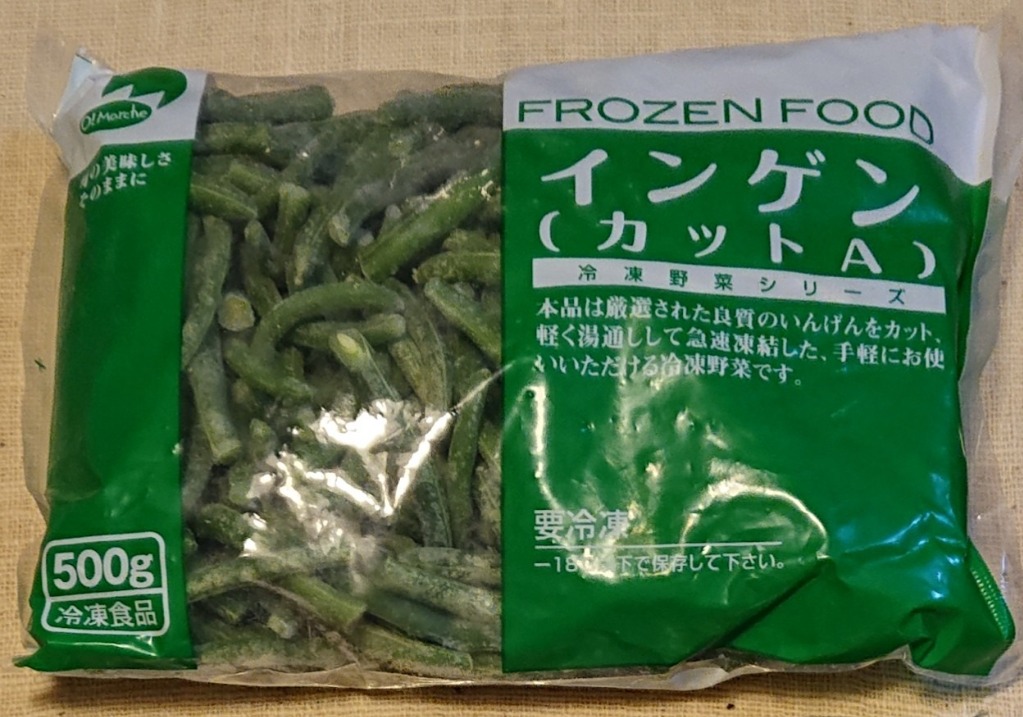 O! Marche
の美味しさ
そのままに
500g
冷凍食品
FROZEN FOOD
インゲン
(カットA)
冷凍野菜シリーズ
本品は厳選された良質のいんげんをカット、
軽く湯通しして急速凍結した、手軽にお使
いいただける冷凍野菜です。
要冷凍
-18 下で保存して下さい。